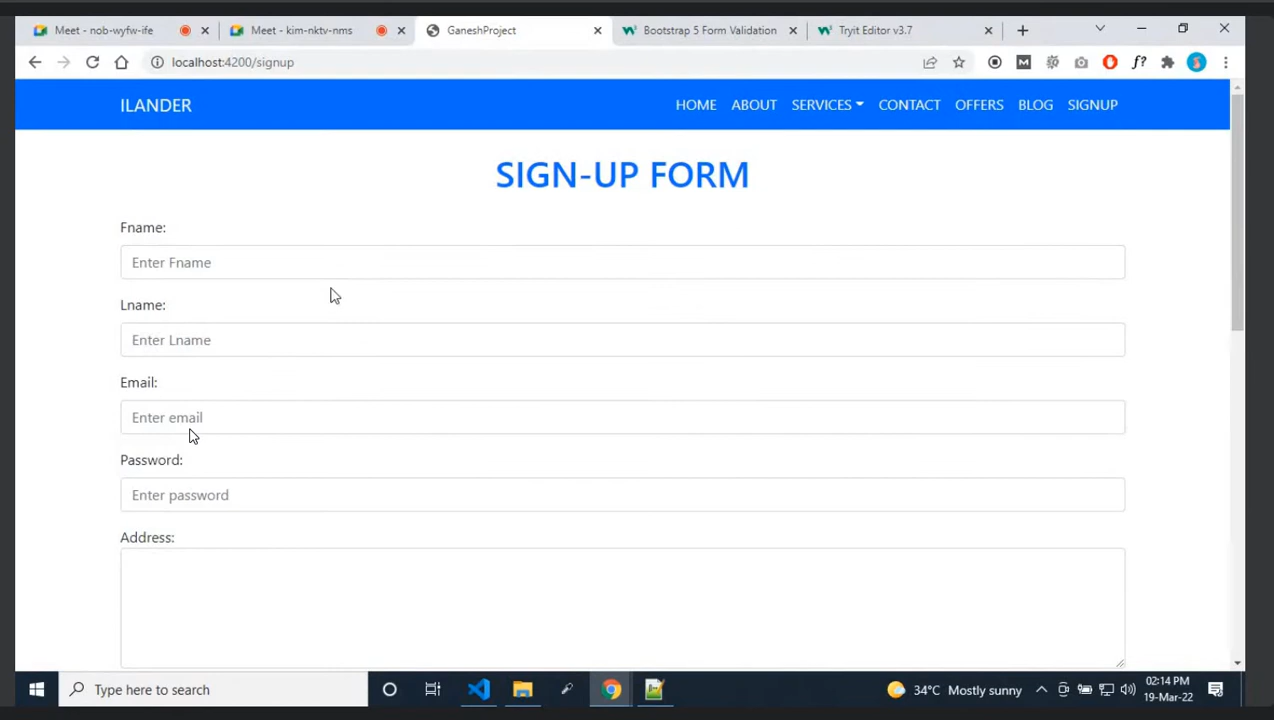 Meet - nob-wyfw-ife
Meet - kim-nktv-nms
GaneshProject
Bootstrap 5 Form Validation
Tryit Editor v3.7
localhost:4200/signup
ILANDER
HOME
ABOUT
SERVICES
CONTACT
OFFERS
BLOG
SIGNUP
SIGN-UP FORM
Fname:
Enter Fname
Lname:
Enter Lname
Email:
Enter email
Password:
Enter password
Address:
Type here to search
34°C Mostly sunny
02:14 PM
19-Mar-22